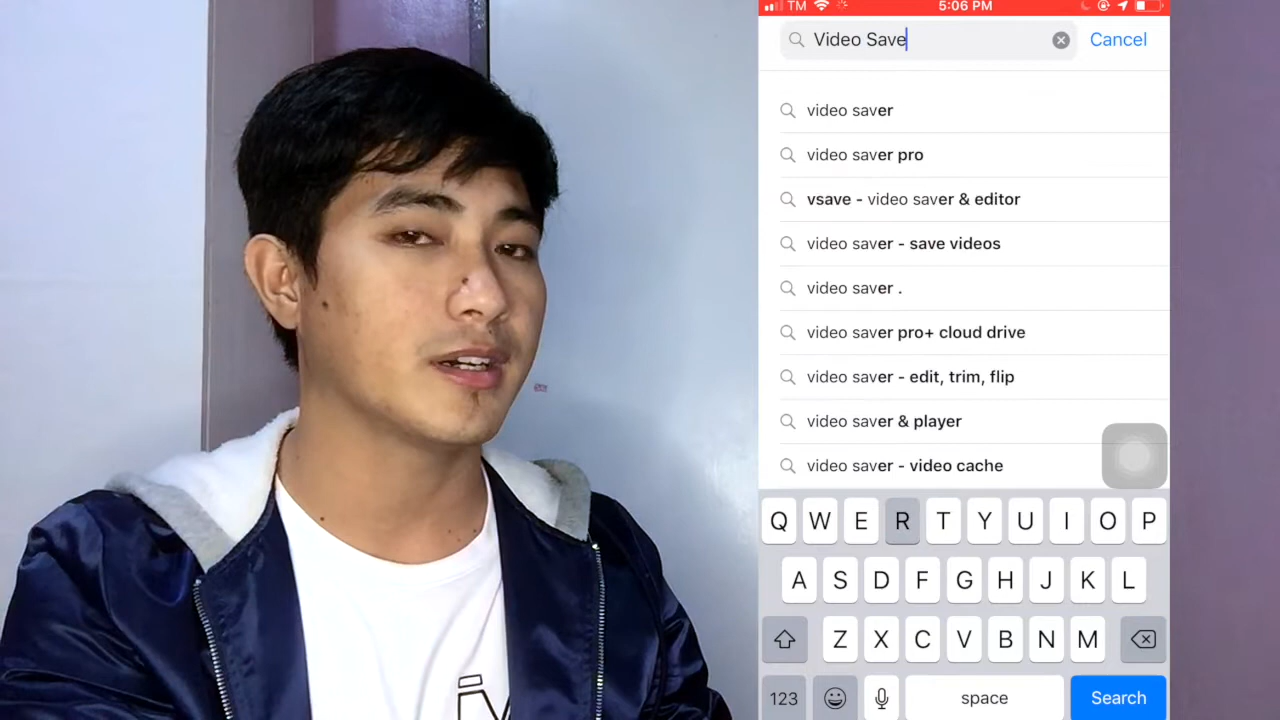 TM
5:06 PM
Video Save
Cancel
video saver
video saver pro
vsave - video saver & editor
video saver - save videos
video saver .
video saver pro+ cloud drive
video saver - edit, trim, flip
video saver & player
video saver - video cache
Q W E R T Y U I O P
A S D F G H J K L
Z X C V B N M
123
space
Search